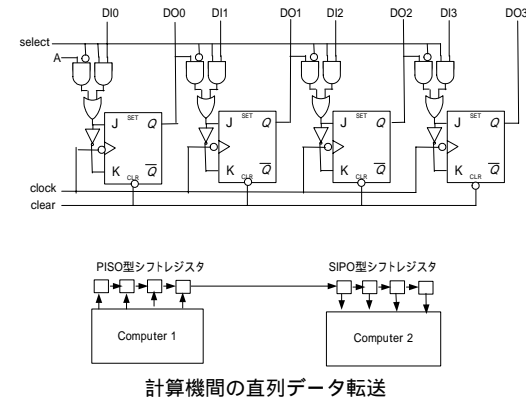 DI0 DO0 DI1 DO1 DI2 DO2 DI3 DO3
select
A
SET SET SET SET
J Q J Q J Q J Q
K Q K Q K Q K Q
CLR CLR CLR CLR
clock
clear
PISO型シフトレジスタ SIPO型シフトレジスタ
Computer 1 Computer 2
計算機間の直列データ転送